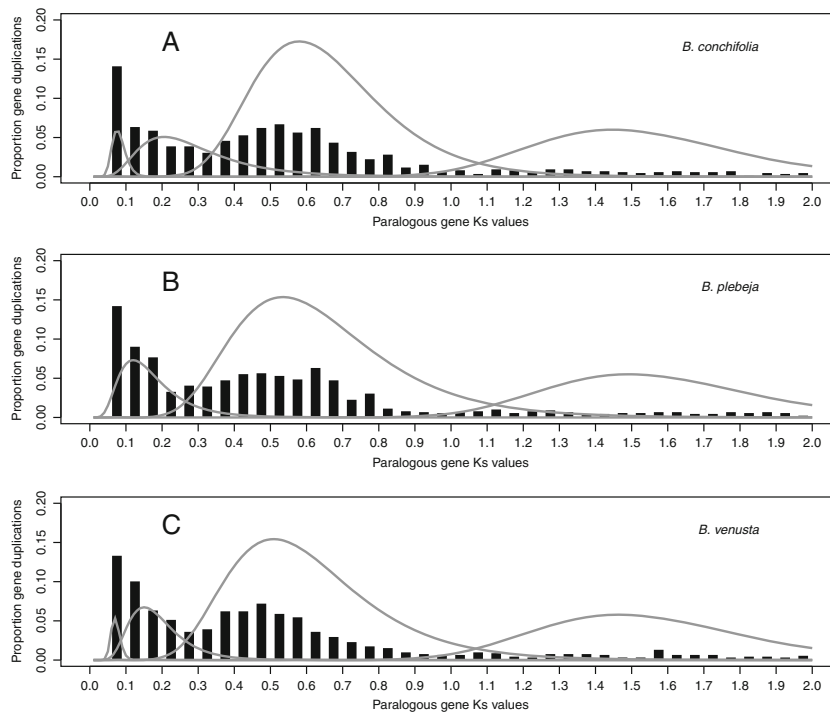 A
B. conchifolia
Proportion gene duplications
0.00 0.05 0.10 0.15 0.20
0.0 0.1 0.2 0.3 0.4 0.5 0.6 0.7 0.8 0.9 1.0 1.1 1.2 1.3 1.4 1.5 1.6 1.7 1.8 1.9 2.0
Paralogous gene Ks values
B
B. plebeja
Proportion gene duplications
0.00 0.05 0.10 0.15 0.20
0.0 0.1 0.2 0.3 0.4 0.5 0.6 0.7 0.8 0.9 1.0 1.1 1.2 1.3 1.4 1.5 1.6 1.7 1.8 1.9 2.0
Paralogous gene Ks values
C
B. venusta
Proportion gene duplications
0.00 0.05 0.10 0.15 0.20
0.0 0.1 0.2 0.3 0.4 0.5 0.6 0.7 0.8 0.9 1.0 1.1 1.2 1.3 1.4 1.5 1.6 1.7 1.8 1.9 2.0
Paralogous gene Ks values